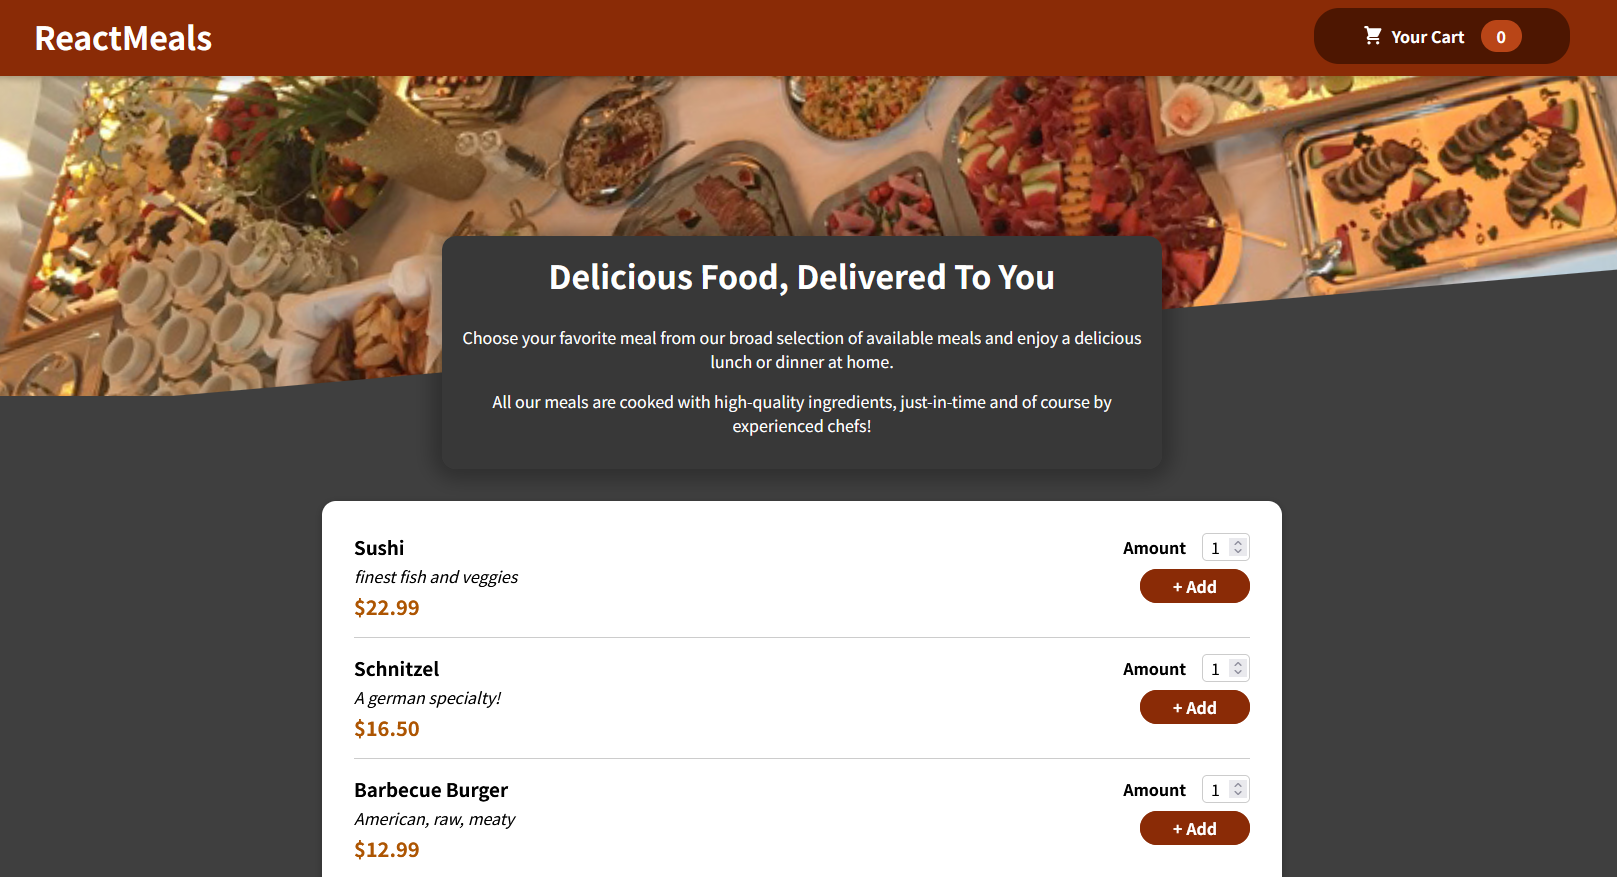 ReactMeals
Your Cart 0
Delicious Food, Delivered To You
Choose your favorite meal from our broad selection of available meals and enjoy a delicious
lunch or dinner at home.
All our meals are cooked with high-quality ingredients, just-in-time and of course by
experienced chefs!
Sushi
finest fish and veggies
$22.99
Amount 1
+ Add
Schnitzel
A german specialty!
$16.50
Amount 1
+ Add
Barbecue Burger
American, raw, meaty
$12.99
Amount 1
+ Add